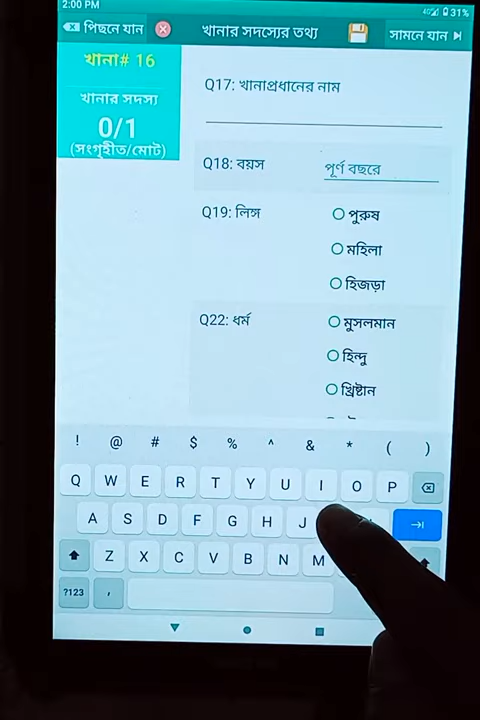 2:00 PM 4G 31%
পিছনে যান খানার সদস্যের তথ্য সামনে যান
খানা# 16
খানার সদস্য
0/1
(সংগৃহীত/মোট)
Q17: খানাপ্রধানের নাম
Q18: বয়স পূর্ণ বছরে
Q19: লিঙ্গ পুরুষ
মহিলা
হিজড়া
Q22: ধর্ম মুসলমান
হিন্দু
খ্রিষ্টান
! @ # $ % ^ & * ( )
Q W E R T Y U I O P
A S D F G H J
Z X C V B N M
?123 ,